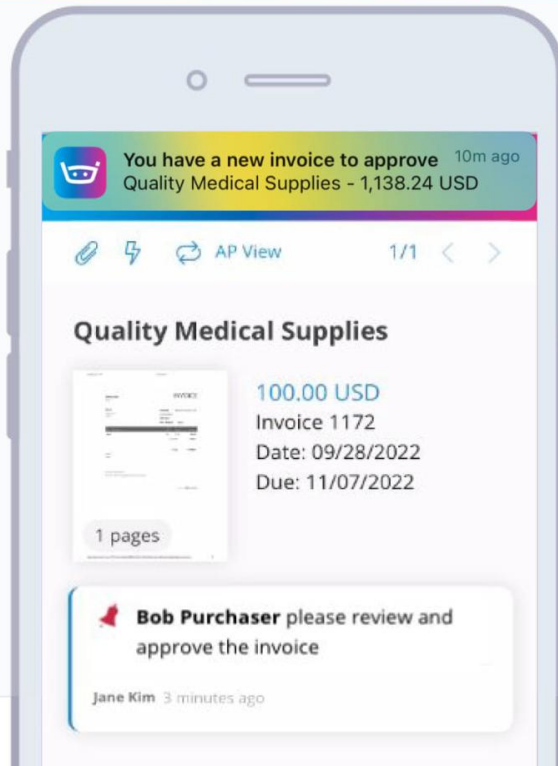 You have a new invoice to approve 10m ago
Quality Medical Supplies - 1,138.24 USD
AP View 1/1
Quality Medical Supplies
INVOICE
100.00 USD
Invoice 1172
Date: 09/28/2022
Due: 11/07/2022
1 pages
Bob Purchaser please review and
approve the invoice
Jane Kim 3 minutes ago